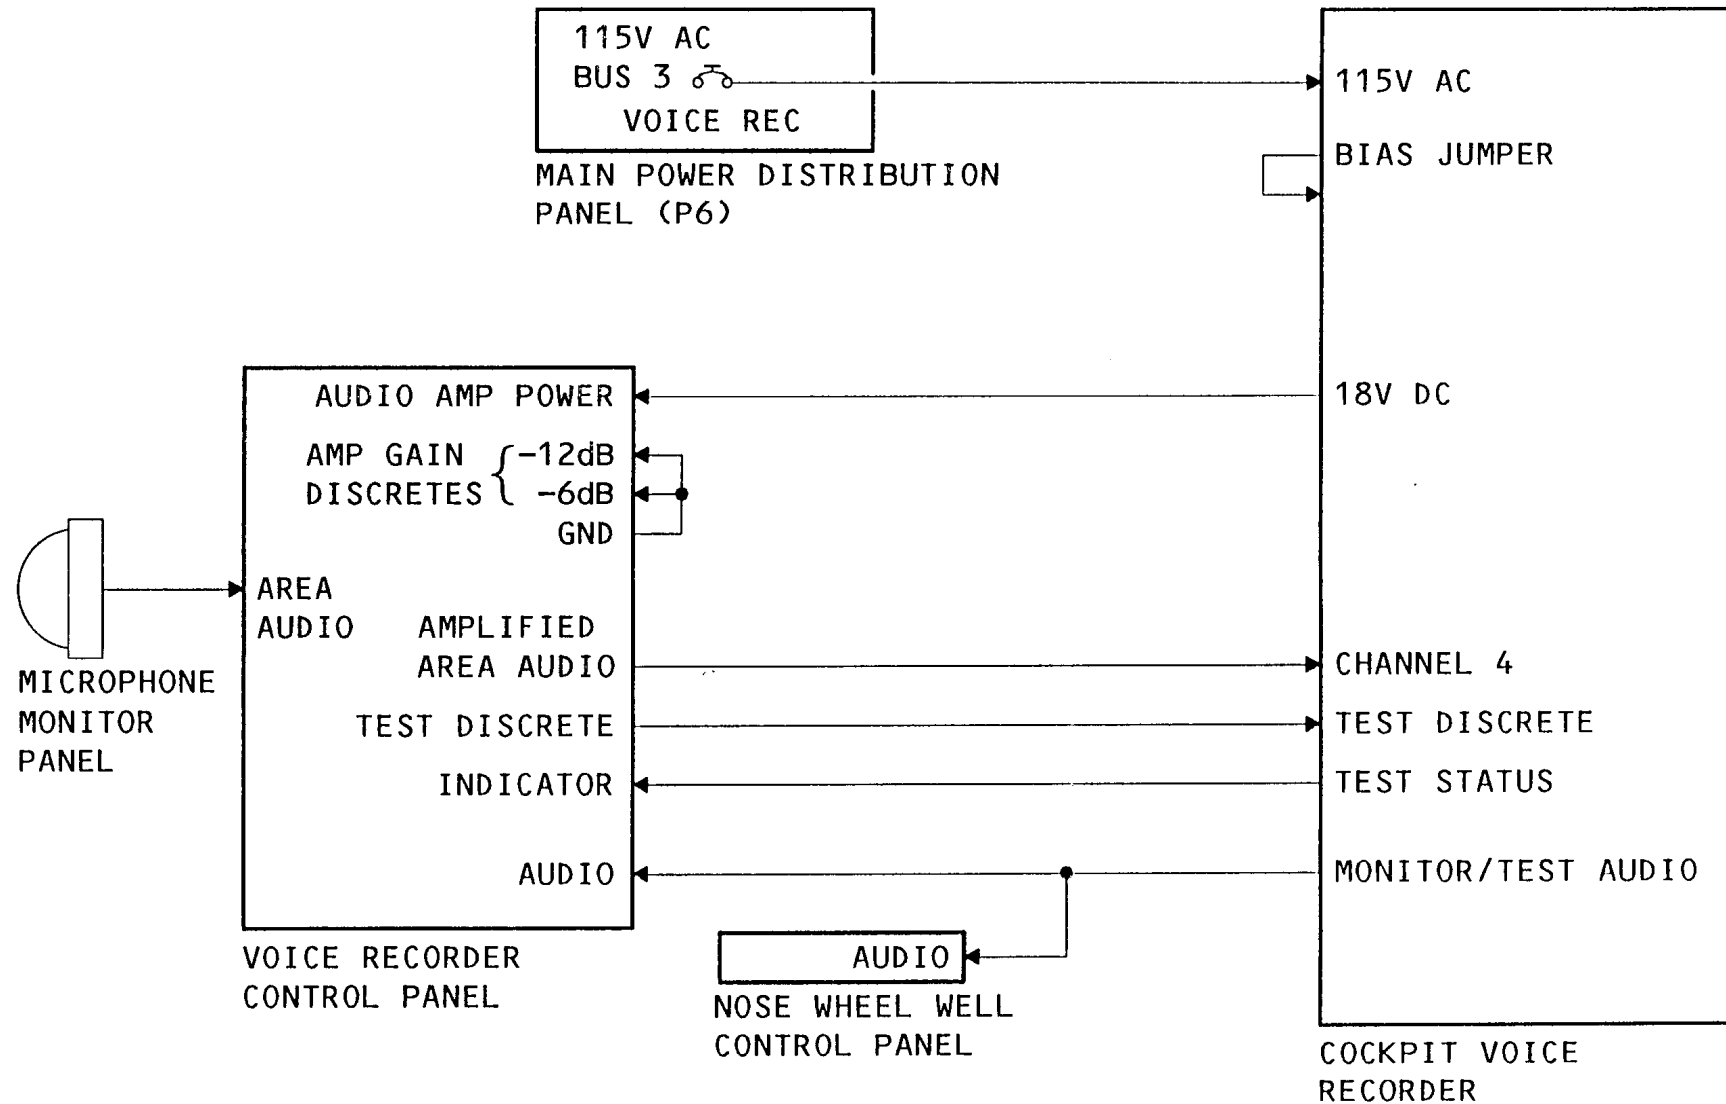 115V AC
BUS 3
VOICE REC
MAIN POWER DISTRIBUTION
PANEL (P6)
115V AC
BIAS JUMPER
AUDIO AMP POWER
18V DC
AMP GAIN { -12dB
DISCRETES -6dB
GND
AREA
AUDIO
AMPLIFIED
AREA AUDIO
CHANNEL 4
TEST DISCRETE
TEST DISCRETE
INDICATOR
TEST STATUS
AUDIO
MONITOR/TEST AUDIO
MICROPHONE
MONITOR
PANEL
VOICE RECORDER
CONTROL PANEL
AUDIO
NOSE WHEEL WELL
CONTROL PANEL
COCKPIT VOICE
RECORDER